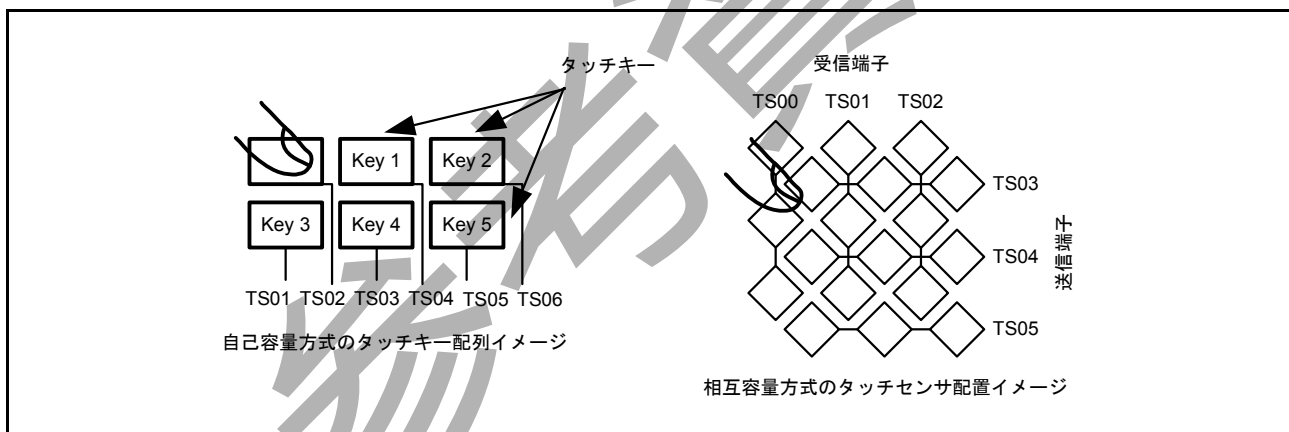 タッチキー
Key 1
Key 2
Key 3
Key 4
Key 5
TS01 TS02 TS03 TS04 TS05 TS06
自己容量方式のタッチキー配列イメージ
受信端子
TS00 TS01 TS02
TS03
TS04
TS05
送信端子
相互容量方式のタッチセンサ配置イメージ
参考資